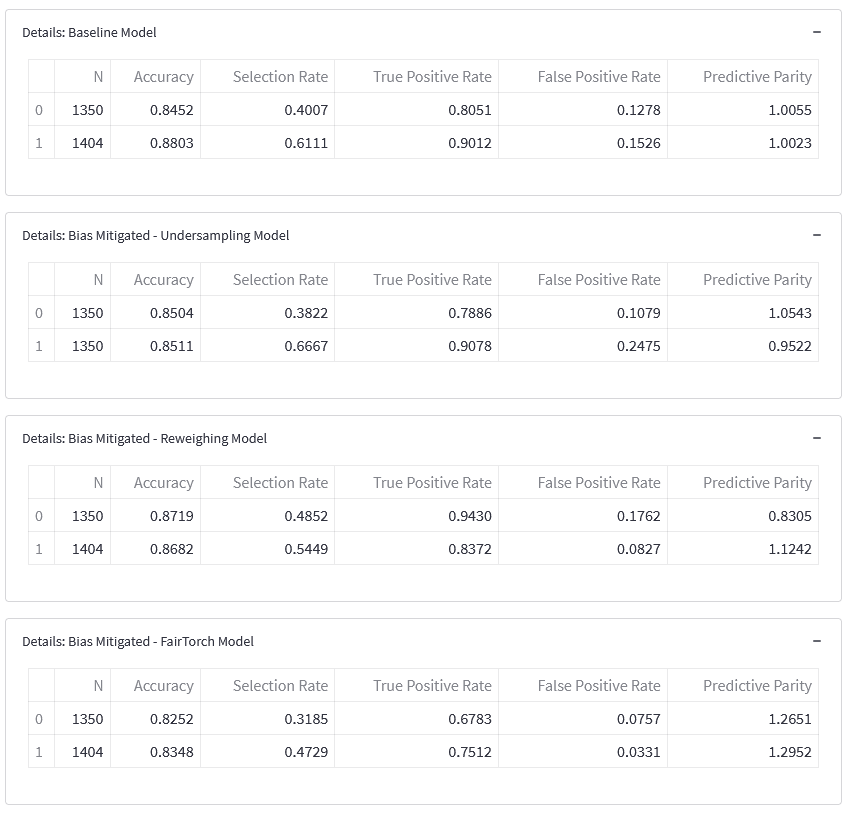 Details: Baseline Model −
N Accuracy Selection Rate True Positive Rate False Positive Rate Predictive Parity
0 1350 0.8452 0.4007 0.8051 0.1278 1.0055
1 1404 0.8803 0.6111 0.9012 0.1526 1.0023
Details: Bias Mitigated - Undersampling Model −
N Accuracy Selection Rate True Positive Rate False Positive Rate Predictive Parity
0 1350 0.8504 0.3822 0.7886 0.1079 1.0543
1 1350 0.8511 0.6667 0.9078 0.2475 0.9522
Details: Bias Mitigated - Reweighing Model −
N Accuracy Selection Rate True Positive Rate False Positive Rate Predictive Parity
0 1350 0.8719 0.4852 0.9430 0.1762 0.8305
1 1404 0.8682 0.5449 0.8372 0.0827 1.1242
Details: Bias Mitigated - FairTorch Model −
N Accuracy Selection Rate True Positive Rate False Positive Rate Predictive Parity
0 1350 0.8252 0.3185 0.6783 0.0757 1.2651
1 1404 0.8348 0.4729 0.7512 0.0331 1.2952